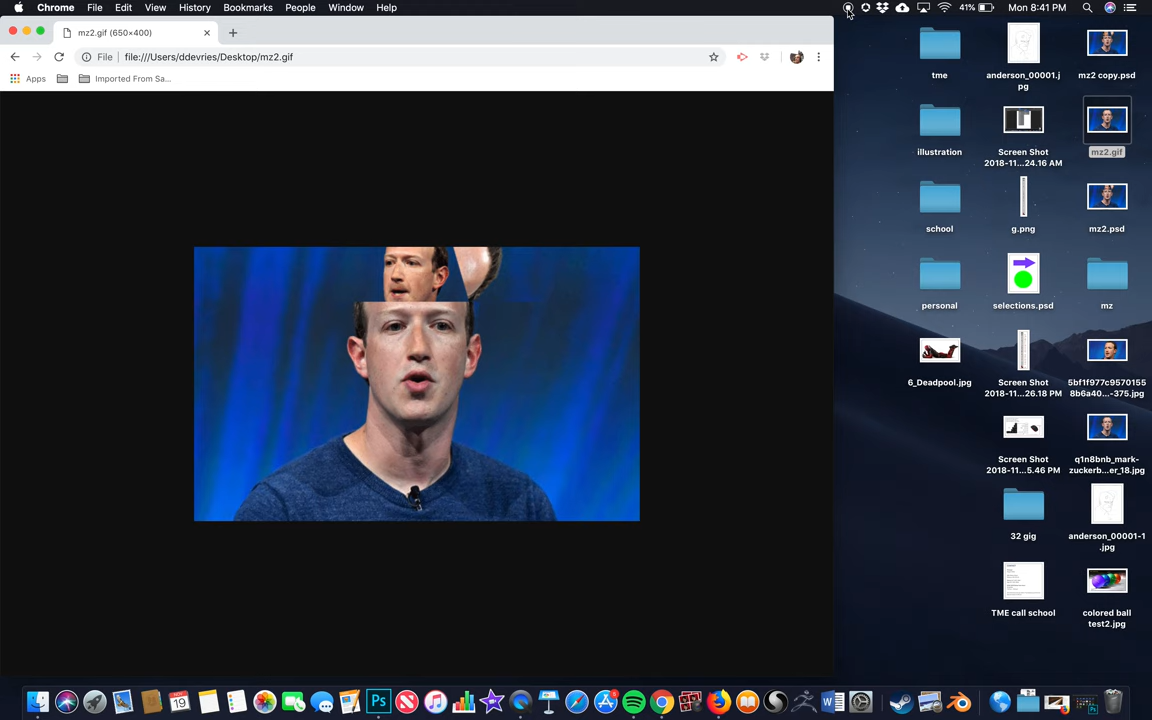 Chrome File Edit View History Bookmarks People Window Help 41% Mon 8:41 PM
mz2.gif (650×400)
File file:///Users/ddevries/Desktop/mz2.gif
Apps Imported From Sa...
tme
anderson_00001.j
pg
mz2 copy.psd
illustration
Screen Shot
2018-11...24.16 AM
mz2.gif
school
g.png
mz2.psd
personal
selections.psd
mz
6_Deadpool.jpg
Screen Shot
2018-11...26.18 PM
5bf1f977c9570155
8b6a40...-375.jpg
Screen Shot
2018-11...5.46 PM
q1n8bnb_mark-
zuckerb...er_18.jpg
32 gig
anderson_00001-1
.jpg
TME call school
colored ball
test2.jpg
NOV
19
Ps
W